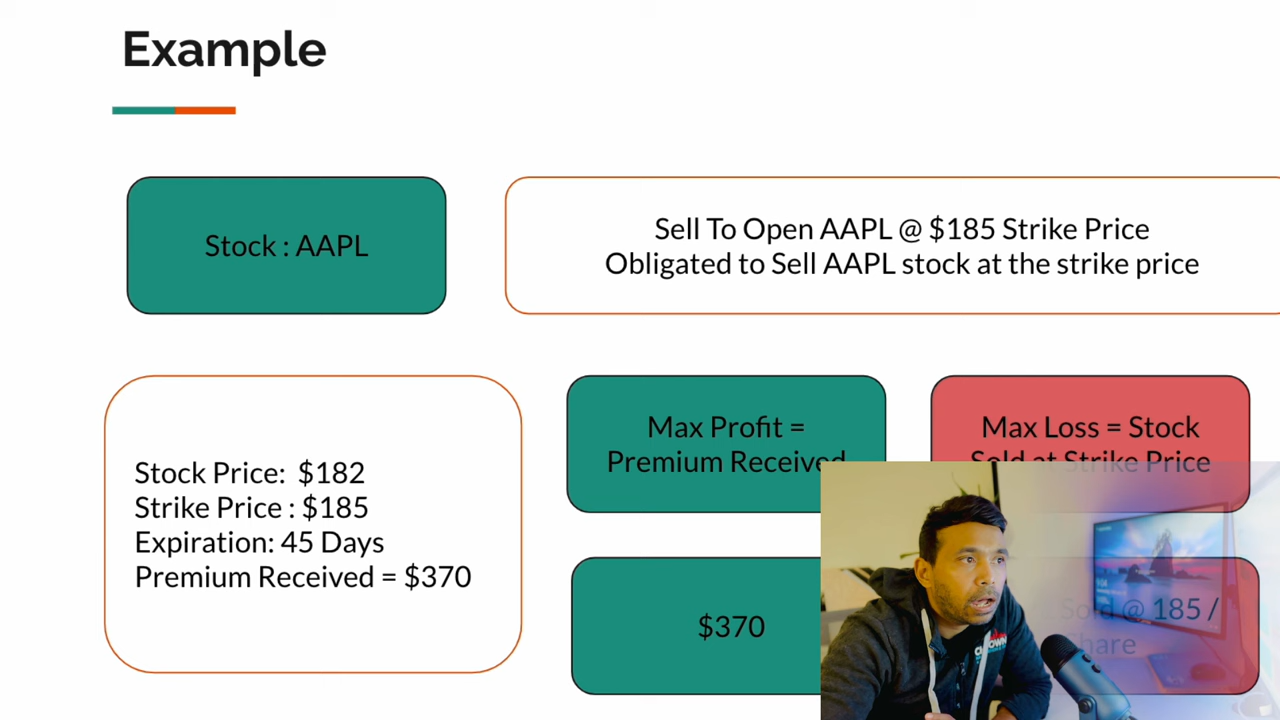 Example
Stock : AAPL
Sell To Open AAPL @ $185 Strike Price
Obligated to Sell AAPL stock at the strike price
Stock Price:  $182
Strike Price : $185
Expiration: 45 Days
Premium Received = $370
Max Profit =
Premium Received
Max Loss = Stock
Sold at Strike Price
$370
Sold @ 185 /